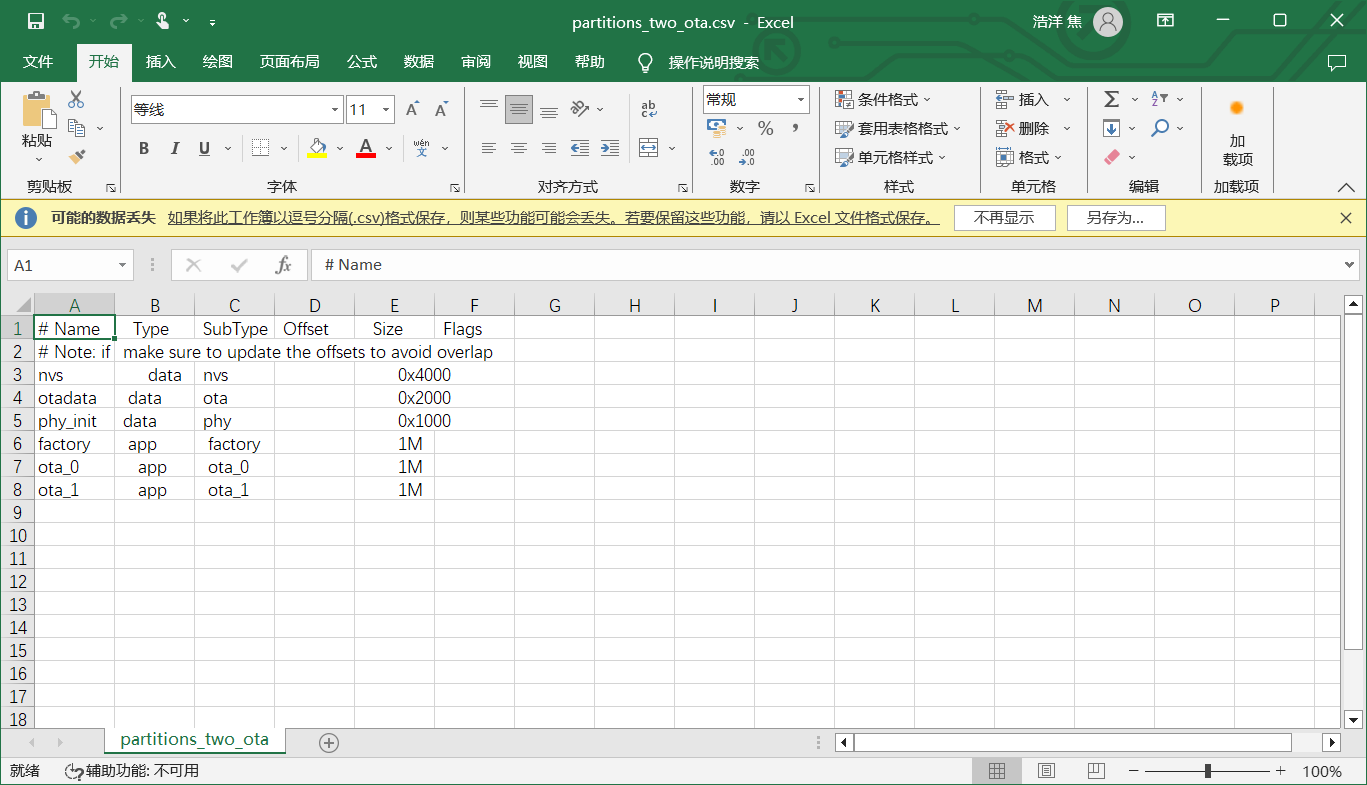 partitions_two_ota.csv - Excel
浩洋 焦
文件 开始 插入 绘图 页面布局 公式 数据 审阅 视图 帮助 操作说明搜索
粘贴
剪贴板
等线 11
B I U wén 文
字体
ab c
对齐方式
常规
% ,
←0 .00 .00 →.0
数字
条件格式
套用表格格式
单元格样式
样式
插入
删除
格式
单元格
Σ A Z
编辑
加
载项
加载项
可能的数据丢失 如果将此工作簿以逗号分隔(.csv)格式保存，则某些功能可能会丢失。若要保留这些功能，请以 Excel 文件格式保存。 不再显示 另存为...
A1 fx # Name
A B C D E F G H I J K L M N O P
1 # Name Type SubType Offset Size Flags
2 # Note: if make sure to update the offsets to avoid overlap
3 nvs data nvs 0x4000
4 otadata data ota 0x2000
5 phy_init data phy 0x1000
6 factory app factory 1M
7 ota_0 app ota_0 1M
8 ota_1 app ota_1 1M
9
10
11
12
13
14
15
16
17
18
partitions_two_ota
就绪 辅助功能: 不可用 100%